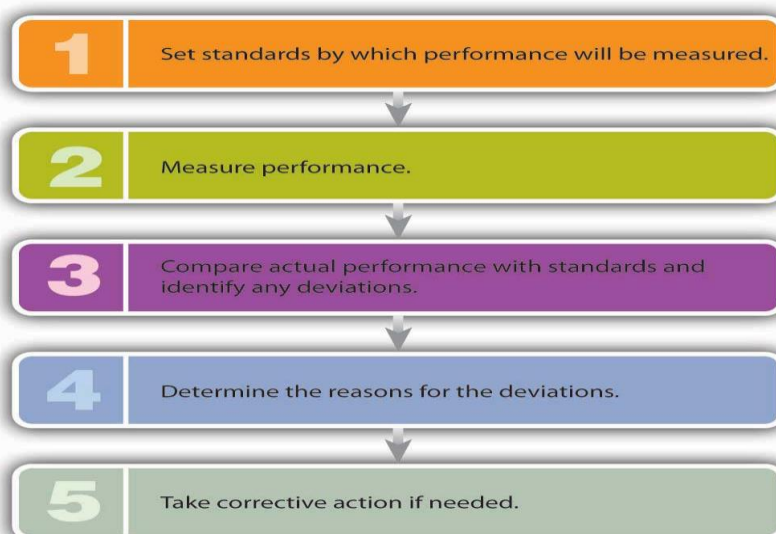 1 Set standards by which performance will be measured.
2 Measure performance.
3 Compare actual performance with standards and
identify any deviations.
4 Determine the reasons for the deviations.
5 Take corrective action if needed.